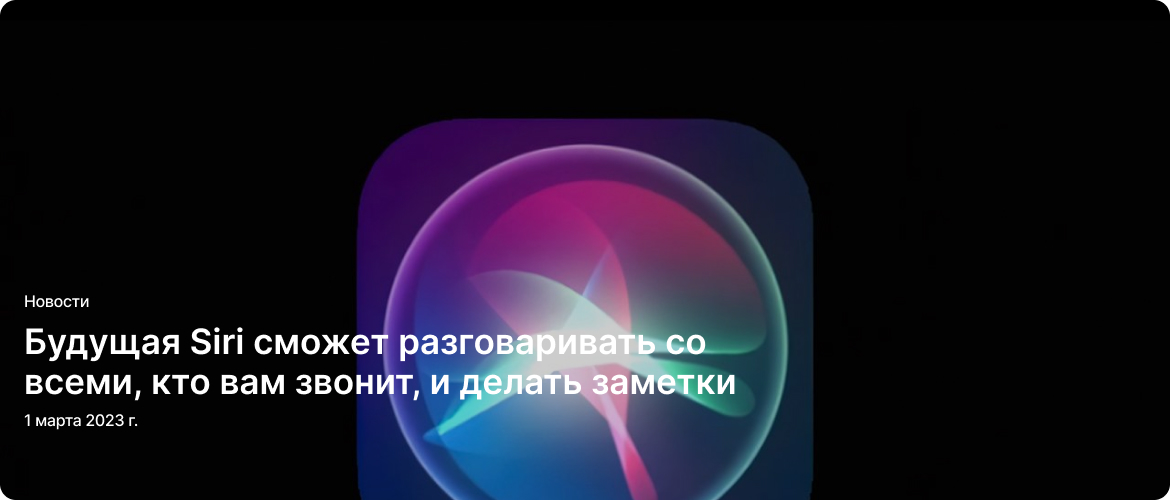 Новости
Будущая Siri сможет разговаривать со
всеми, кто вам звонит, и делать заметки
1 марта 2023 г.